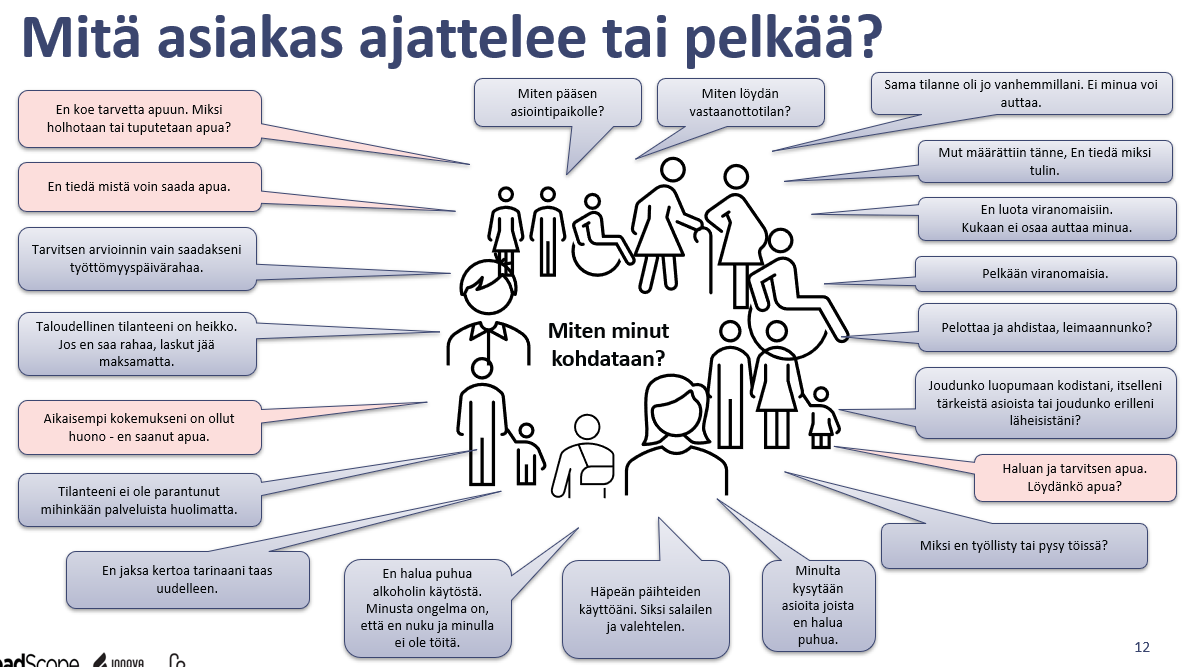 Mitä asiakas ajattelee tai pelkää?
En koe tarvetta apuun. Miksi
holhotaan tai tuputetaan apua?
Miten pääsen
asiointipaikolle?
Miten löydän
vastaanottotilan?
Sama tilanne oli jo vanhemmillani. Ei minua voi
auttaa.
En tiedä mistä voin saada apua.
Mut määrättiin tänne, En tiedä miksi
tulin.
Tarvitsen arvioinnin vain saadakseni
työttömyyspäivärahaa.
En luota viranomaisiin.
Kukaan ei osaa auttaa minua.
Pelkään viranomaisia.
Taloudellinen tilanteeni on heikko.
Jos en saa rahaa, laskut jää
maksamatta.
Miten minut
kohdataan?
Pelottaa ja ahdistaa, leimaannunko?
Aikaisempi kokemukseni on ollut
huono - en saanut apua.
Joudunko luopumaan kodistani, itselleni
tärkeistä asioista tai joudunko erilleni
läheisistäni?
Tilanteeni ei ole parantunut
mihinkään palveluista huolimatta.
Haluan ja tarvitsen apua.
Löydänkö apua?
En jaksa kertoa tarinaani taas
uudelleen.
En halua puhua
alkoholin käytöstä.
Minusta ongelma on,
että en nuku ja minulla
ei ole töitä.
Häpeän päihteiden
käyttöäni. Siksi salailen
ja valehtelen.
Minulta
kysytään
asioita joista
en halua
puhua.
Miksi en työllisty tai pysy töissä?
12